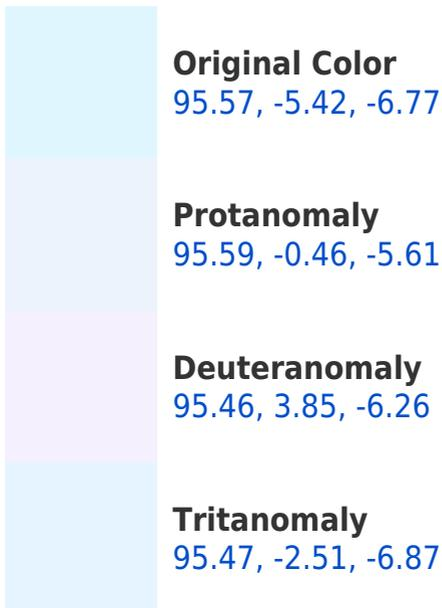 Original Color
95.57, -5.42, -6.77
Protanomaly
95.59, -0.46, -5.61
Deuteranomaly
95.46, 3.85, -6.26
Tritanomaly
95.47, -2.51, -6.87